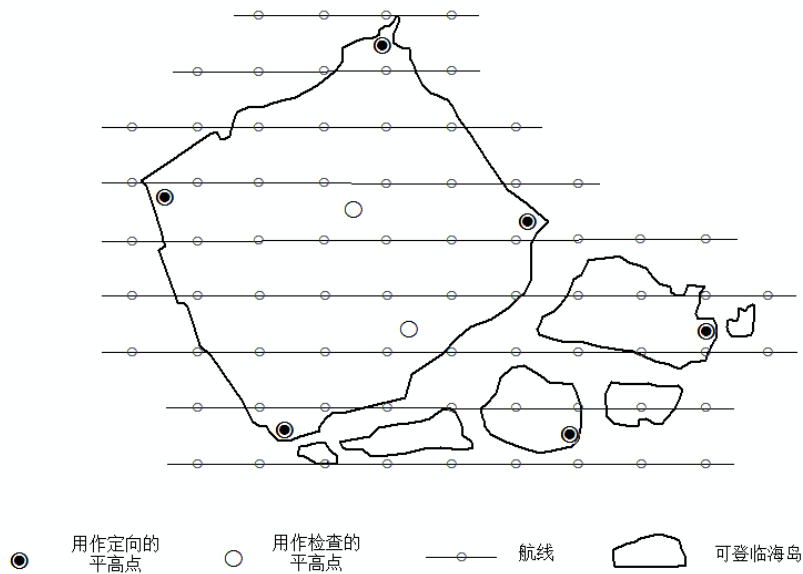 用作定向的
平高点
用作检查的
平高点
航线
可登临海岛